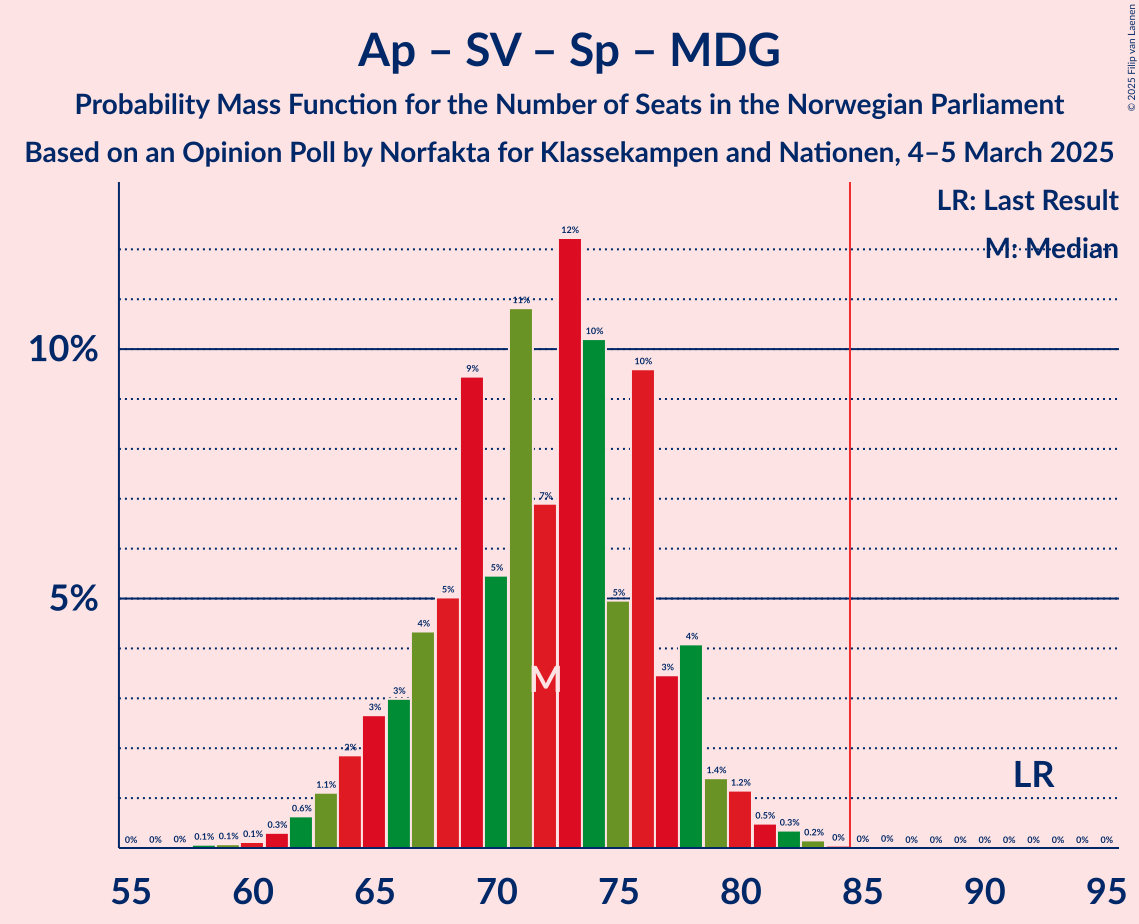 © 2025 Filip van Laenen
Ap – SV – Sp – MDG
Probability Mass Function for the Number of Seats in the Norwegian Parliament
Based on an Opinion Poll by Norfakta for Klassekampen and Nationen, 4–5 March 2025
LR: Last Result
M: Median
10%
5%
0% 0% 0% 0.1% 0.1% 0.1% 0.3% 0.6% 1.1% 2% 3% 3% 4% 5% 9% 5% 11% 7% 12% 10% 5% 10% 3% 4% 1.4% 1.2% 0.5% 0.3% 0.2% 0% 0% 0% 0% 0% 0% 0% 0% 0% 0% 0% 0%
M
LR
55 60 65 70 75 80 85 90 95